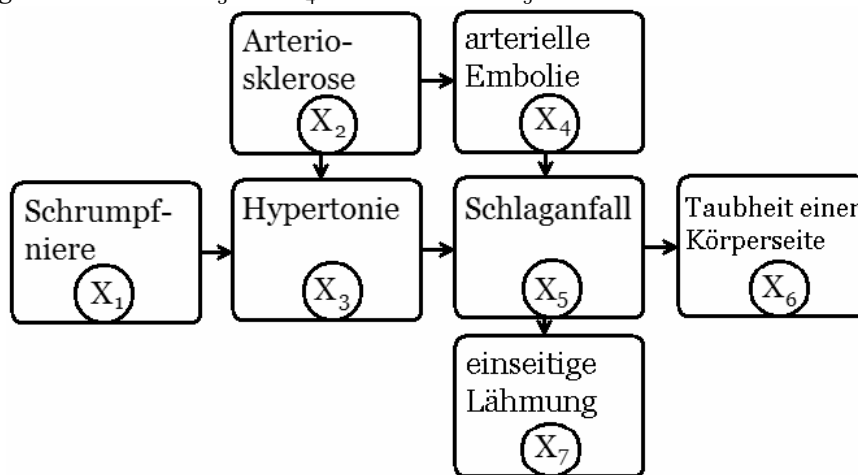 Arterio-
sklerose
X₂
arterielle
Embolie
X₄
Schrumpf-
niere
X₁
Hypertonie
X₃
Schlaganfall
X₅
Taubheit einer
Körperseite
X₆
einseitige
Lähmung
X₇